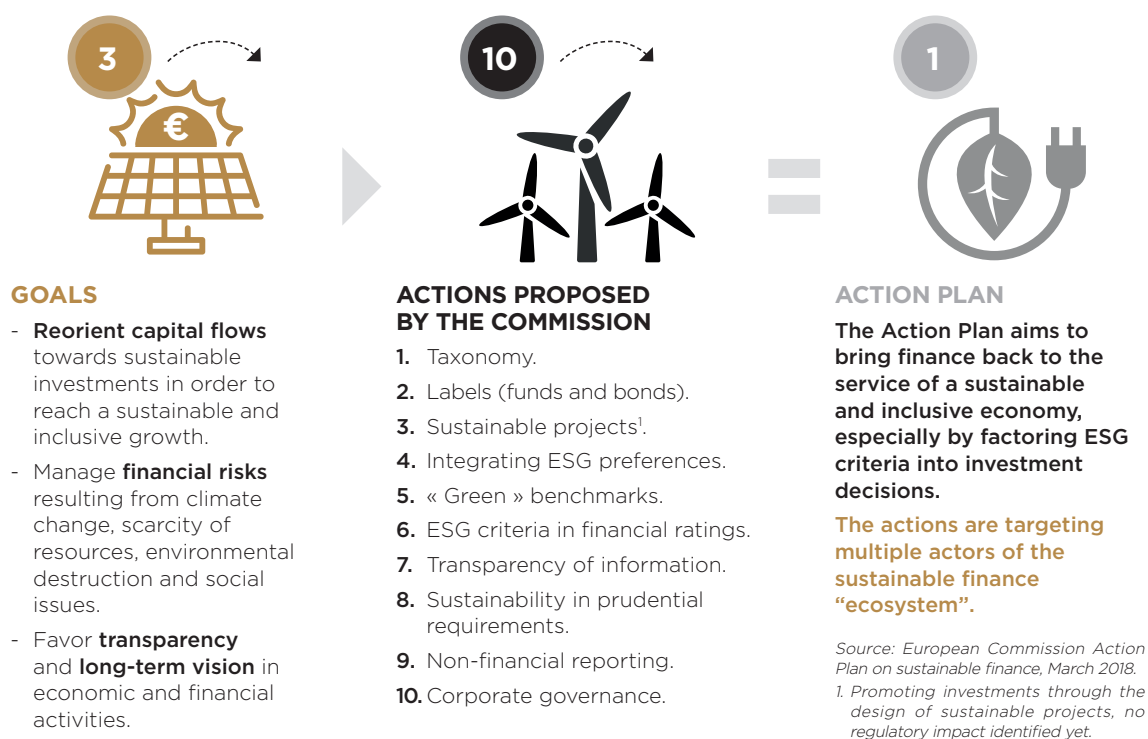 3
€
GOALS
- Reorient capital flows
towards sustainable
investments in order to
reach a sustainable and
inclusive growth.
- Manage financial risks
resulting from climate
change, scarcity of
resources, environmental
destruction and social
issues.
- Favor transparency
and long-term vision in
economic and financial
activities.
10
ACTIONS PROPOSED
BY THE COMMISSION
1. Taxonomy.
2. Labels (funds and bonds).
3. Sustainable projects¹.
4. Integrating ESG preferences.
5. « Green » benchmarks.
6. ESG criteria in financial ratings.
7. Transparency of information.
8. Sustainability in prudential
requirements.
9. Non-financial reporting.
10. Corporate governance.
1
ACTION PLAN
The Action Plan aims to
bring finance back to the
service of a sustainable
and inclusive economy,
especially by factoring ESG
criteria into investment
decisions.
The actions are targeting
multiple actors of the
sustainable finance
“ecosystem”.
Source: European Commission Action
Plan on sustainable finance, March 2018.
1. Promoting investments through the
design of sustainable projects, no
regulatory impact identified yet.